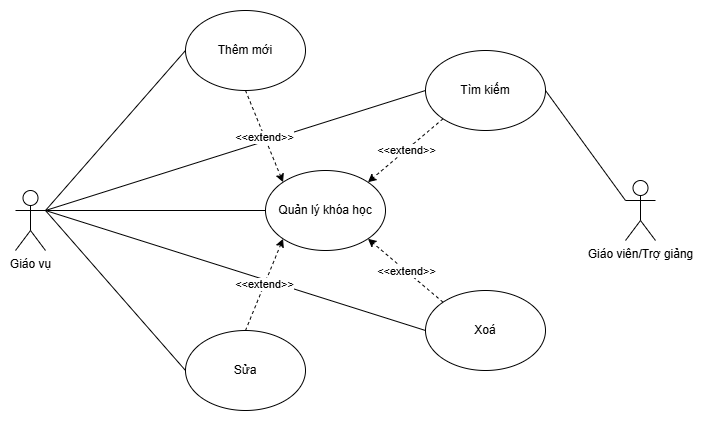 Thêm mới
Tìm kiếm
<<extend>>
<<extend>>
Quản lý khóa học
Giáo vụ
Giáo viên/Trợ giảng
<<extend>>
<<extend>>
Xoá
Sửa